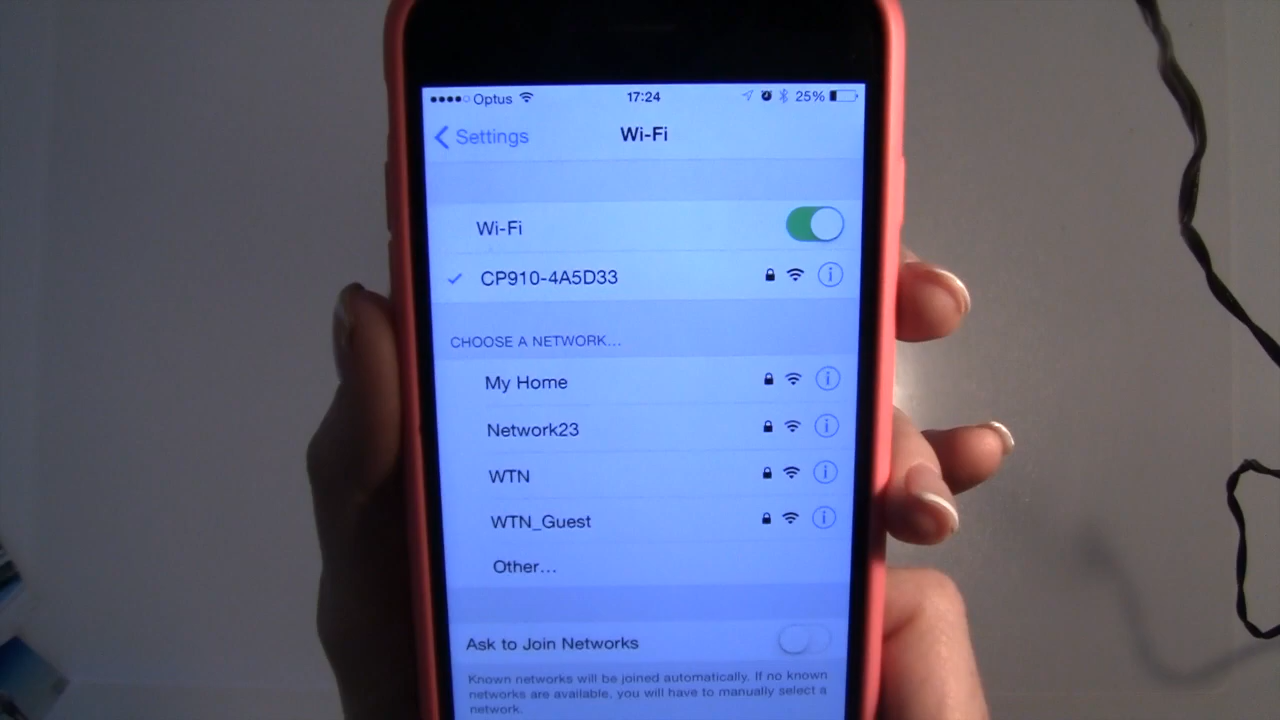 Optus 17:24 25%
Settings Wi-Fi
Wi-Fi
CP910-4A5D33
CHOOSE A NETWORK...
My Home
Network23
WTN
WTN_Guest
Other...
Ask to Join Networks
Known networks will be joined automatically. If no known
networks are available, you will have to manually select a
network.